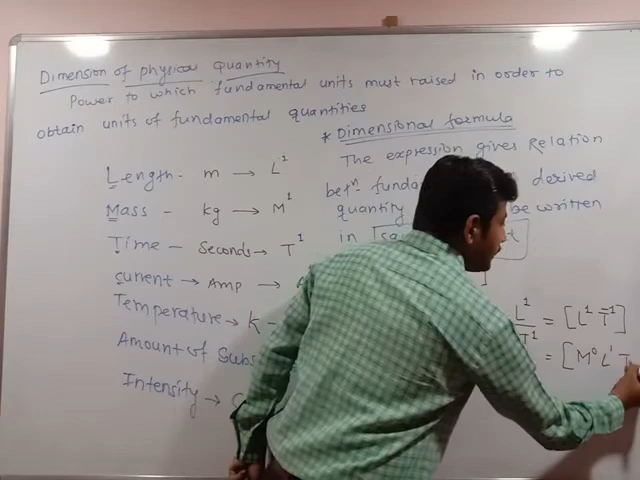 Dimension of physical Quantity
Power to which fundamental units must raised in order to
obtain units of fundamental quantities
* Dimensional formula
The expression gives Relation
betⁿ funda derived
quantity be written
in
Length - m → L¹
Mass - kg → M¹
Time - Seconds → T¹
current → Amp →
Temperature → K -
Amount of Subs
Intensity → C
L¹/T¹ = [L¹ T⁻¹]
= [M⁰ L¹ T